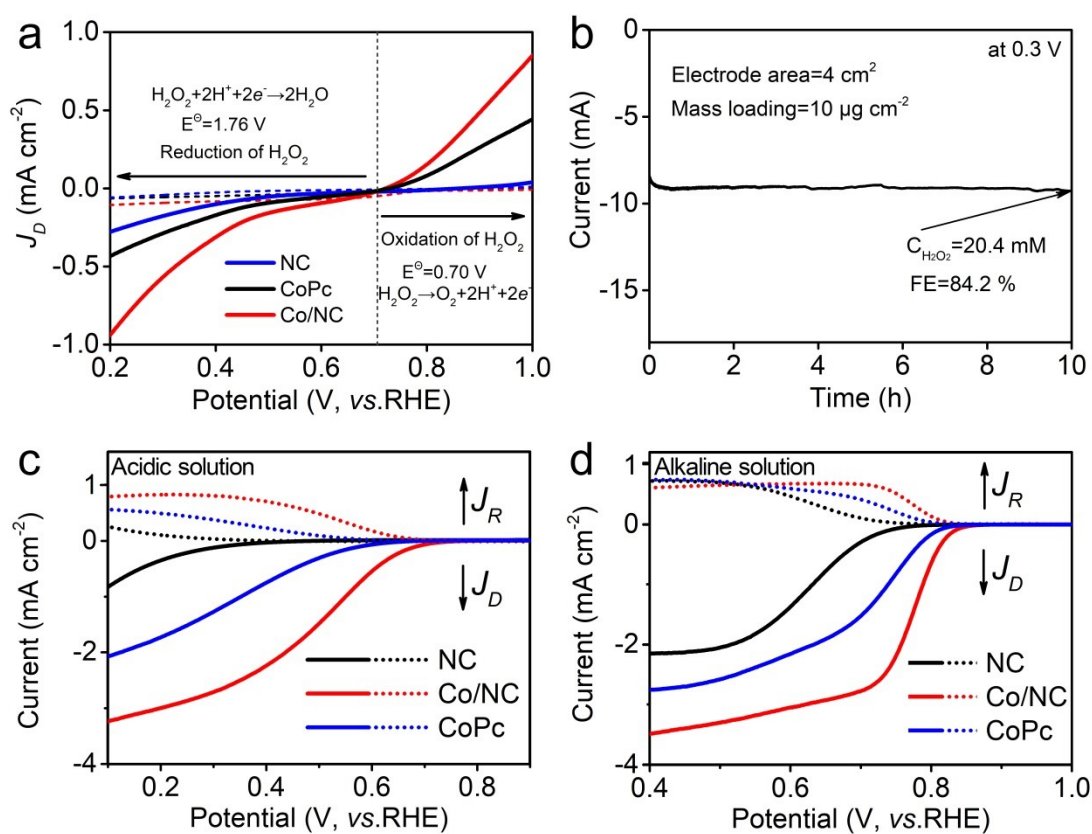 a
H₂O₂+2H⁺+2e⁻→2H₂O
E^Θ=1.76 V
Reduction of H₂O₂
Oxidation of H₂O₂
E^Θ=0.70 V
H₂O₂→O₂+2H⁺+2e⁻
NC
CoPc
Co/NC
1.0
0.5
0.0
-0.5
-1.0
J_D (mA cm⁻²)
0.2 0.4 0.6 0.8 1.0
Potential (V, vs.RHE)
b
at 0.3 V
Electrode area=4 cm²
Mass loading=10 μg cm⁻²
C_H₂O₂=20.4 mM
FE=84.2 %
0
-5
-10
-15
Current (mA)
0 2 4 6 8 10
Time (h)
c
Acidic solution
J_R
J_D
NC
Co/NC
CoPc
1
0
-2
-4
Current (mA cm⁻²)
0.2 0.4 0.6 0.8
Potential (V, vs.RHE)
d
Alkaline solution
J_R
J_D
NC
Co/NC
CoPc
1
0
-2
-4
Current (mA cm⁻²)
0.4 0.6 0.8 1.0
Potential (V, vs.RHE)